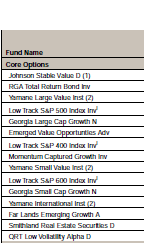 Fund Name
Core Options
Johnson Stable Value D (1)
RGA Total Return Bond Inv
Yamane Large Value Inst (2)
Low Track S&P 500 Index Inv¹
Georgia Large Cap Growth N
Emerged Value Opportunities Adv
Low Track S&P 400 Index Inv¹
Momentum Captured Growth Inv
Yamane Small Value Inst (2)
Low Track S&P 600 Index Inv¹
Georgia Small Cap Growth N
Yamane International Inst (2)
Far Lands Emerging Growth A
Smithland Real Estate Securities D
QRT Low Volatility Alpha D